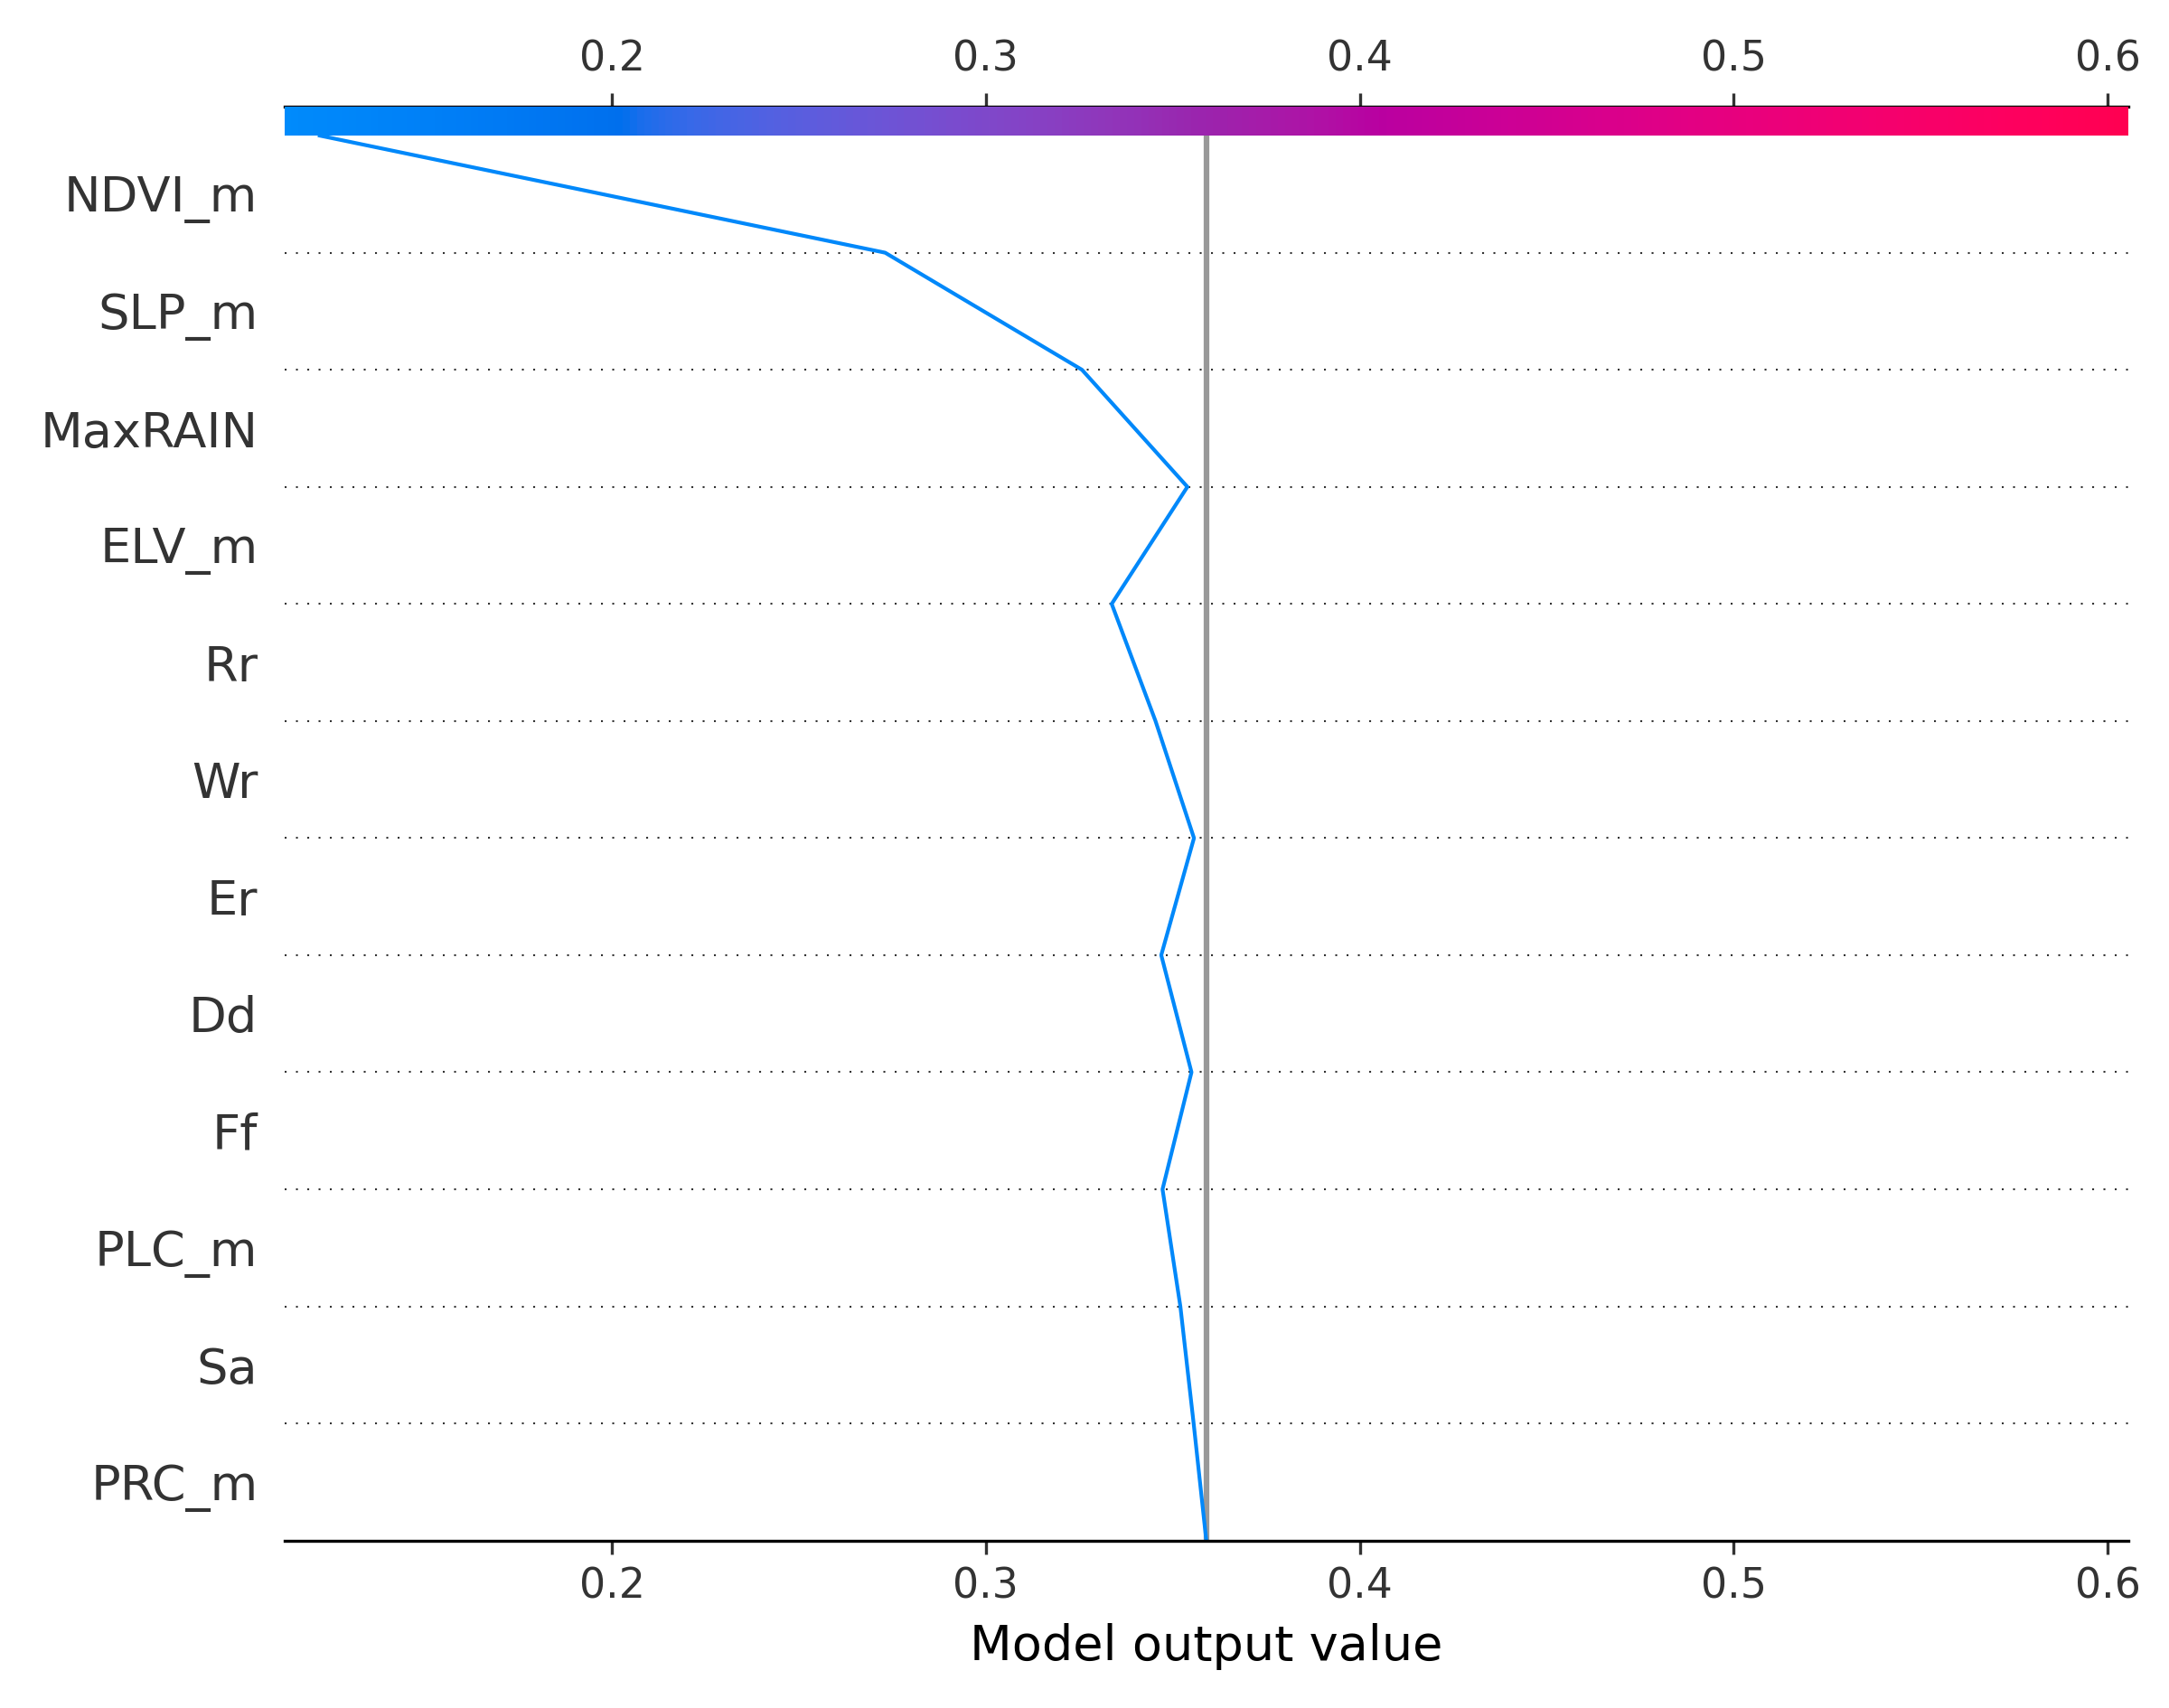 0.2 0.3 0.4 0.5 0.6
NDVI_m
SLP_m
MaxRAIN
ELV_m
Rr
Wr
Er
Dd
Ff
PLC_m
Sa
PRC_m
0.2 0.3 0.4 0.5 0.6
Model output value